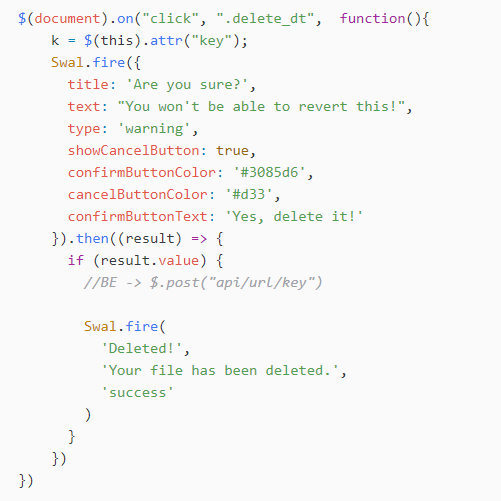 $(document).on("click", ".delete_dt",  function(){
    k = $(this).attr("key");
    Swal.fire({
      title: 'Are you sure?',
      text: "You won't be able to revert this!",
      type: 'warning',
      showCancelButton: true,
      confirmButtonColor: '#3085d6',
      cancelButtonColor: '#d33',
      confirmButtonText: 'Yes, delete it!'
    }).then((result) => {
      if (result.value) {
        //BE -> $.post("api/url/key")
        Swal.fire(
          'Deleted!',
          'Your file has been deleted.',
          'success'
        )
      }
    })
})